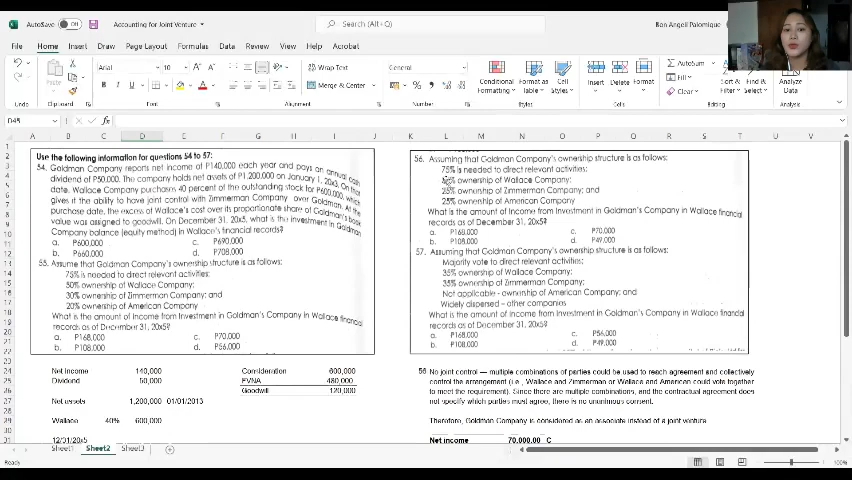 AutoSave Off
Accounting for Joint Venture
Search (Alt+Q)
Ron Angeli Palomique
File Home Insert Draw Page Layout Formulas Data Review View Help Acrobat
Paste
Arial 10
Wrap Text
Merge & Center
General
Conditional Formatting
Format as Table
Cell Styles
Insert Delete Format
AutoSum
Fill
Clear
Sort & Filter
Find & Select
Analyze Data
Undo Clipboard Font Alignment Number Styles Cells Editing Analysis
D45 fx
A B C D E F G H I J K L M N O P Q R S T U V
Use the following information for questions 54 to 57:
54. Goldman Company reports net income of P140,000 each year and pays an annual cash
dividend of P50,000. The company holds net assets of P1,200,000 on January 1, 20x3. On that
date, Wallace Company purchases 40 percent of the outstanding stock for P600,000, which
gives it the ability to have joint control with Zimmerman Company over Goldman. At the
purchase date, the excess of Wallace's cost over its proportionate share of Goldman's book
value was assigned to goodwill. On December 31, 20x5, what is the investment in Goldman
Company balance (equity method) in Wallace's financial records?
a. P600,000 c. P690,000
b. P660,000 d. P708,000
55. Assume that Goldman Company's ownership structure is as follows:
75% is needed to direct relevant activities:
50% ownership of Wallace Company;
30% ownership of Zimmerman Company; and
20% ownership of American Company
What is the amount of Income from Investment in Goldman's Company in Wallace financial
records as of December 31, 20x5?
a. P168,000 c. P70,000
b. P108,000 d. P56,000
56. Assuming that Goldman Company's ownership structure is as follows:
75% is needed to direct relevant activities:
ownership of Wallace Company;
25% ownership of Zimmerman Company; and
25% ownership of American Company
What is the amount of Income from Investment in Goldman's Company in Wallace financial
records as of December 31, 20x5?
a. P168,000 c. P70,000
b. P108,000 d. P49,000
57. Assuming that Goldman Company's ownership structure is as follows:
Majority vote to direct relevant activities;
35% ownership of Wallace Company;
35% ownership of Zimmerman Company;
Not applicable - ownership of American Company; and
Widely dispersed – other companies
What is the amount of Income from Investment in Goldman's Company in Wallace financial
records as of December 31, 20x5?
a. P168,000 c. P56,000
b. P108,000 d. P49,000
Net income 140,000
Dividend 50,000
Net assets 1,200,000 01/01/2013
Wallace 40% 600,000
12/31/20x5
Consideration 600,000
FVNA 480,000
Goodwill 120,000
56 No joint control — multiple combinations of parties could be used to reach agreement and collectively
control the arrangement (i.e., Wallace and Zimmerman or Wallace and American could vote together
to meet the requirement). Since there are multiple combinations, and the contractual agreement does
not specify which parties must agree, there is no unanimous consent.
Therefore, Goldman Company is considered as an associate instead of a joint venture
Net income 70,000.00 C
Sheet1 Sheet2 Sheet3
Ready
100%